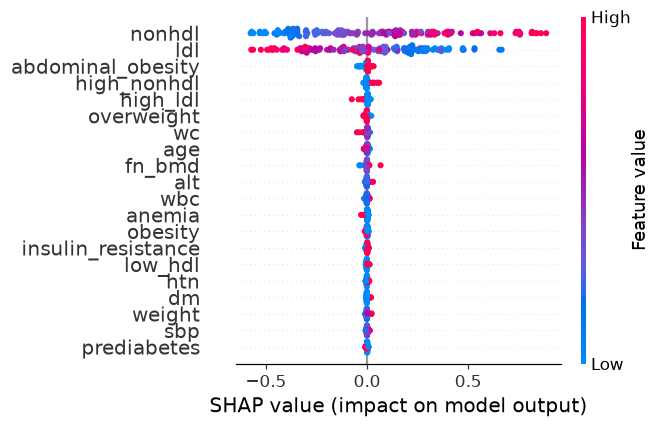 High
nonhdl
ldl
abdominal_obesity
high_nonhdl
high_ldl
overweight
wc
age
fn_bmd
alt
wbc
anemia
obesity
insulin_resistance
low_hdl
htn
dm
weight
sbp
prediabetes
Feature value
Low
−0.5 0.0 0.5
SHAP value (impact on model output)